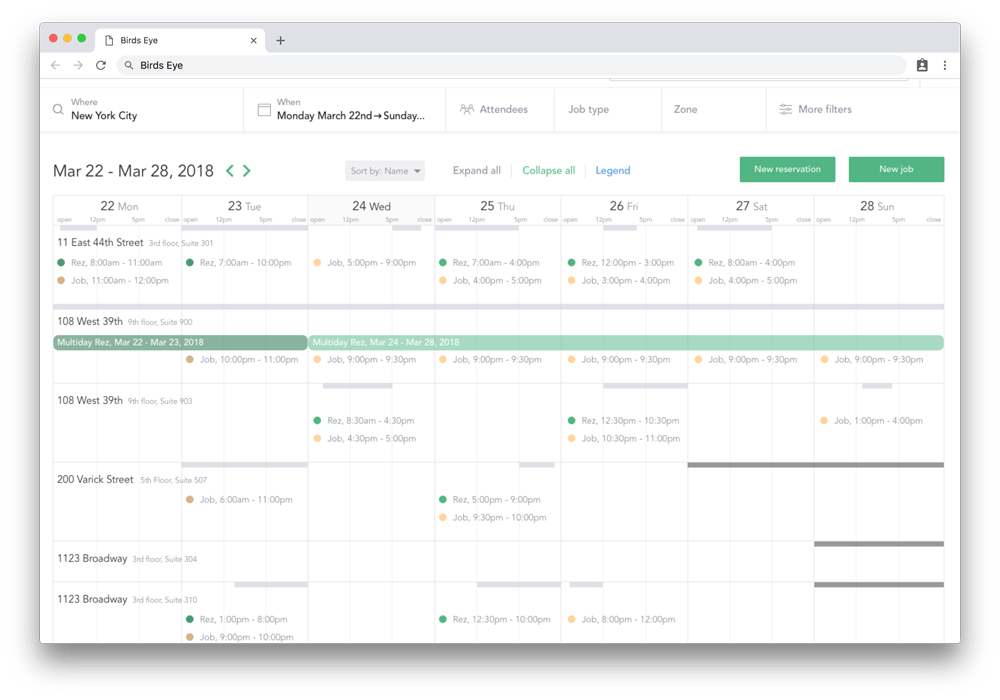 Birds Eye
Birds Eye
Where
New York City
When
Monday March 22nd→Sunday...
Attendees
Job type
Zone
More filters
Mar 22 - Mar 28, 2018
Sort by: Name
Expand all
Collapse all
Legend
New reservation
New job
22 Mon 23 Tue 24 Wed 25 Thu 26 Fri 27 Sat 28 Sun
open 12pm 5pm close open 12pm 5pm close open 12pm 5pm close open 12pm 5pm close open 12pm 5pm close open 12pm 5pm close open 12pm 5pm close
11 East 44th Street 3rd floor, Suite 301
Rez, 8:00am - 11:00am Rez, 7:00am - 10:00pm Job, 5:00pm - 9:00pm Rez, 7:00am - 4:00pm Rez, 12:00pm - 3:00pm Rez, 8:00am - 4:00pm
Job, 11:00am - 12:00pm Job, 4:00pm - 5:00pm Job, 3:00pm - 4:00pm Job, 4:00pm - 5:00pm
108 West 39th 9th floor, Suite 900
Multiday Rez, Mar 22 - Mar 23, 2018 Multiday Rez, Mar 24 - Mar 28, 2018
Job, 10:00pm - 11:00pm Job, 9:00pm - 9:30pm Job, 9:00pm - 9:30pm Job, 9:00pm - 9:30pm Job, 9:00pm - 9:30pm Job, 9:00pm - 9:30pm
108 West 39th 9th floor, Suite 903
Rez, 8:30am - 4:30pm Rez, 12:30pm - 10:30pm Job, 1:00pm - 4:00pm
Job, 4:30pm - 5:00pm Job, 10:30pm - 11:00pm
200 Varick Street 5th Floor, Suite 507
Job, 6:00am - 11:00pm Rez, 5:00pm - 9:00pm
Job, 9:30pm - 10:00pm
1123 Broadway 3rd floor, Suite 304
1123 Broadway 3rd floor, Suite 310
Rez, 1:00pm - 8:00pm Rez, 12:30pm - 10:00pm Job, 8:00pm - 12:00pm
Job, 9:00pm - 10:00pm